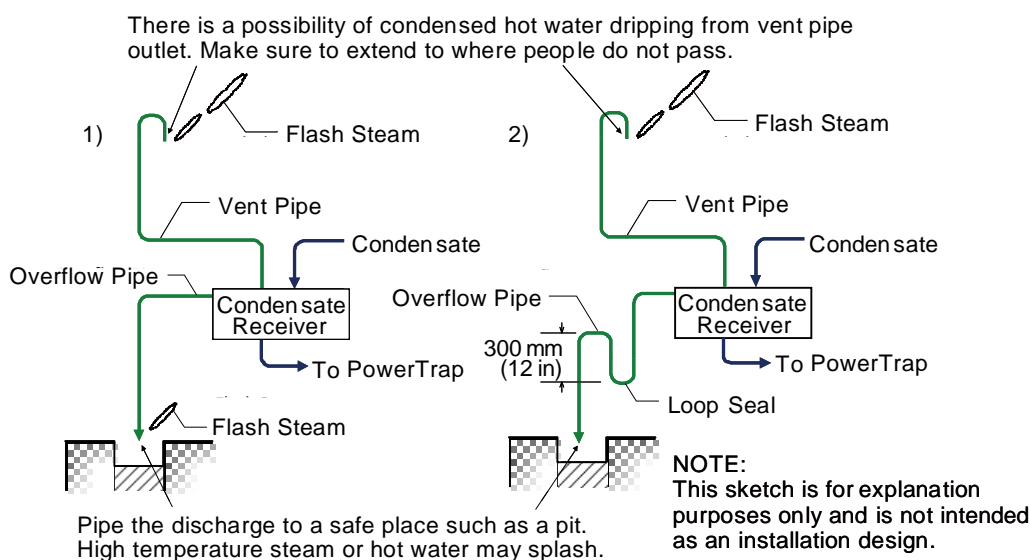 There is a possibility of condensed hot water dripping from vent pipe
outlet. Make sure to extend to where people do not pass.
1)
Flash Steam
Vent Pipe
Condensate
Overflow Pipe
Condensate
Receiver
To PowerTrap
Flash Steam
2)
Flash Steam
Vent Pipe
Condensate
Overflow Pipe
Condensate
Receiver
300 mm
(12 in)
To PowerTrap
Loop Seal
Pipe the discharge to a safe place such as a pit.
High temperature steam or hot water may splash.
NOTE:
This sketch is for explanation
purposes only and is not intended
as an installation design.